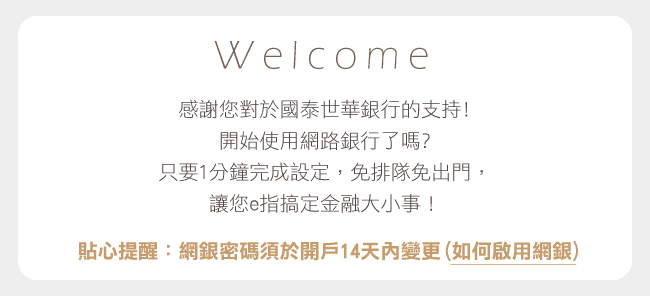 Welcome
感謝您對於國泰世華銀行的支持!
開始使用網路銀行了嗎?
只要1分鐘完成設定，免排隊免出門，
讓您e指搞定金融大小事！
貼心提醒：網銀密碼須於開戶14天內變更(如何啟用網銀)